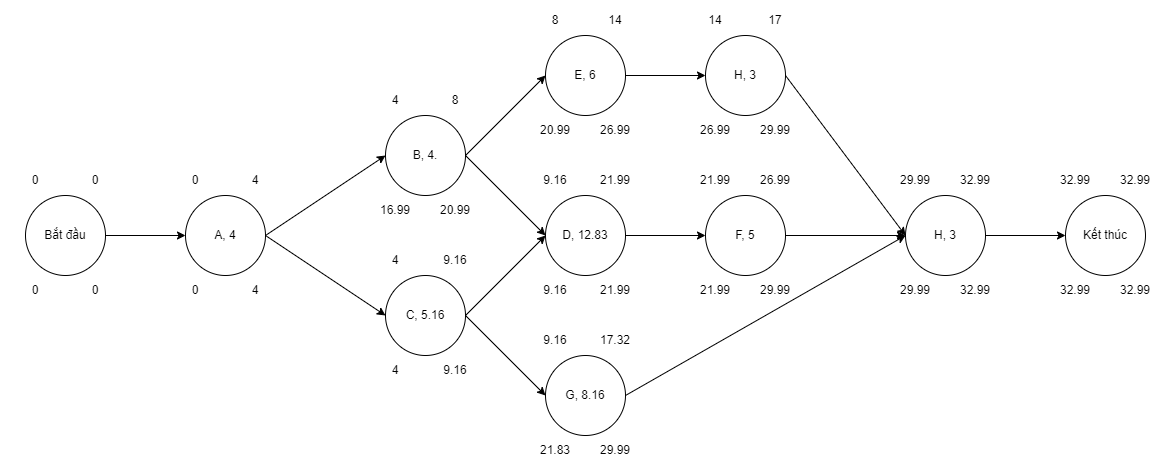 8 14
E, 6
20.99 26.99
14 17
H, 3
26.99 29.99
4 8
B, 4.
16.99 20.99
0 0
Bắt đầu
0 0
0 4
A, 4
0 4
9.16 21.99
D, 12.83
9.16 21.99
21.99 26.99
F, 5
21.99 29.99
29.99 32.99
H, 3
29.99 32.99
32.99 32.99
Kết thúc
32.99 32.99
4 9.16
C, 5.16
4 9.16
9.16 17.32
G, 8.16
21.83 29.99